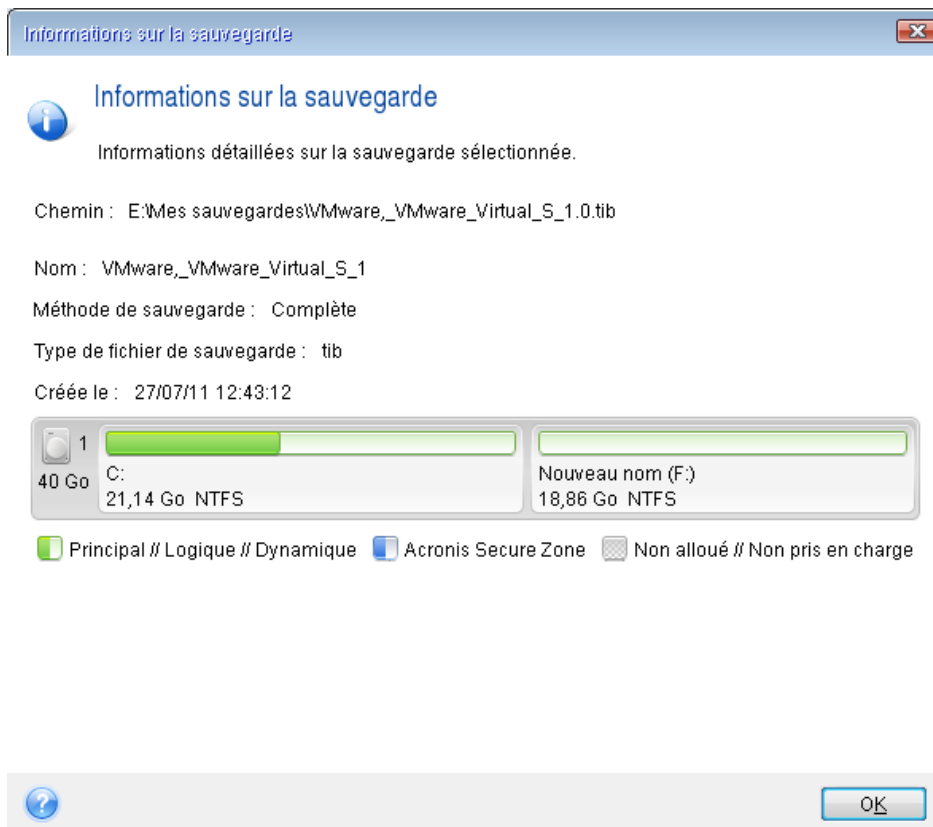 Informations sur la sauvegarde
Informations sur la sauvegarde
Informations détaillées sur la sauvegarde sélectionnée.
Chemin : E:\Mes sauvegardes\VMware,_VMware_Virtual_S_1.0.tib
Nom : VMware,_VMware_Virtual_S_1
Méthode de sauvegarde : Complète
Type de fichier de sauvegarde : tib
Créée le : 27/07/11 12:43:12
1
40 Go
C:
21,14 Go NTFS
Nouveau nom (F:)
18,86 Go NTFS
Principal // Logique // Dynamique Acronis Secure Zone Non alloué // Non pris en charge
OK